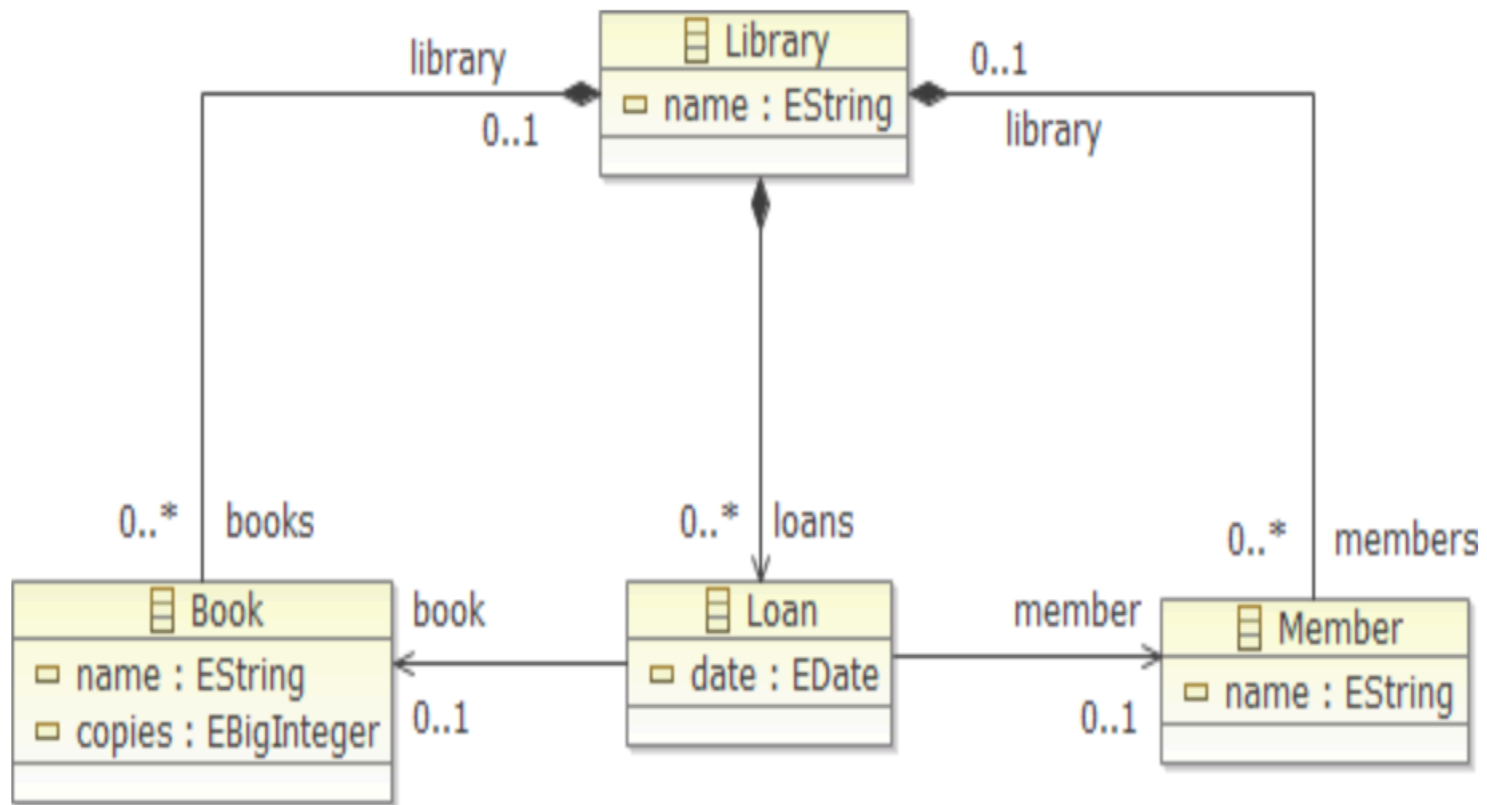 Library
name : EString
library
0..1
0..1
library
0..* books
0..* loans
0..* members
Book
name : EString
copies : EBigInteger
book
0..1
Loan
date : EDate
member
0..1
Member
name : EString